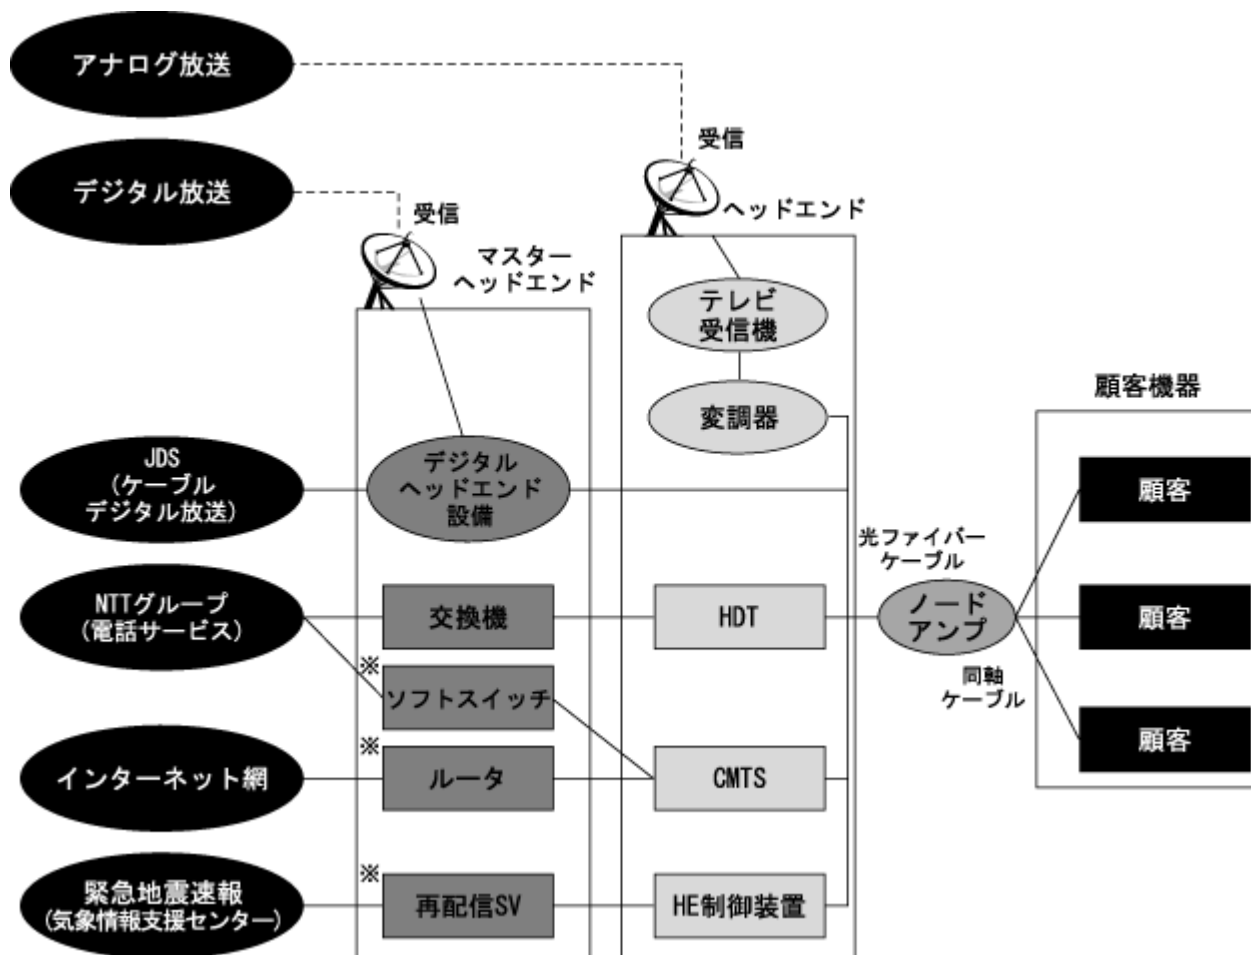 アナログ放送
受信
デジタル放送
受信
ヘッドエンド
マスター
ヘッドエンド
テレビ
受信機
変調器
顧客機器
JDS
(ケーブル
デジタル放送)
デジタル
ヘッドエンド
設備
顧客
光ファイバー
ケーブル
NTTグループ
(電話サービス)
交換機
HDT
ノード
アンプ
顧客
※
ソフトスイッチ
同軸
ケーブル
顧客
インターネット網
※
ルータ
CMTS
緊急地震速報
(気象情報支援センター)
※
再配信SV
HE制御装置